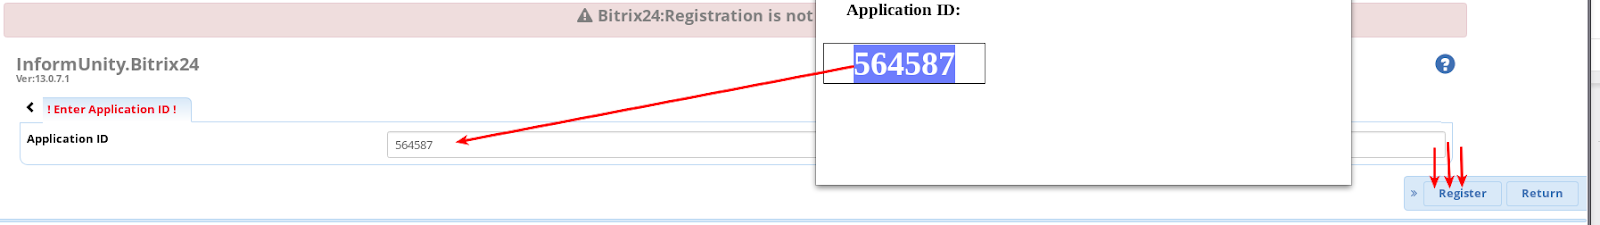 Bitrix24:Registration is not
Application ID:
564587
InformUnity.Bitrix24
Ver:13.0.7.1
! Enter Application ID !
Application ID
564587
» Register Return